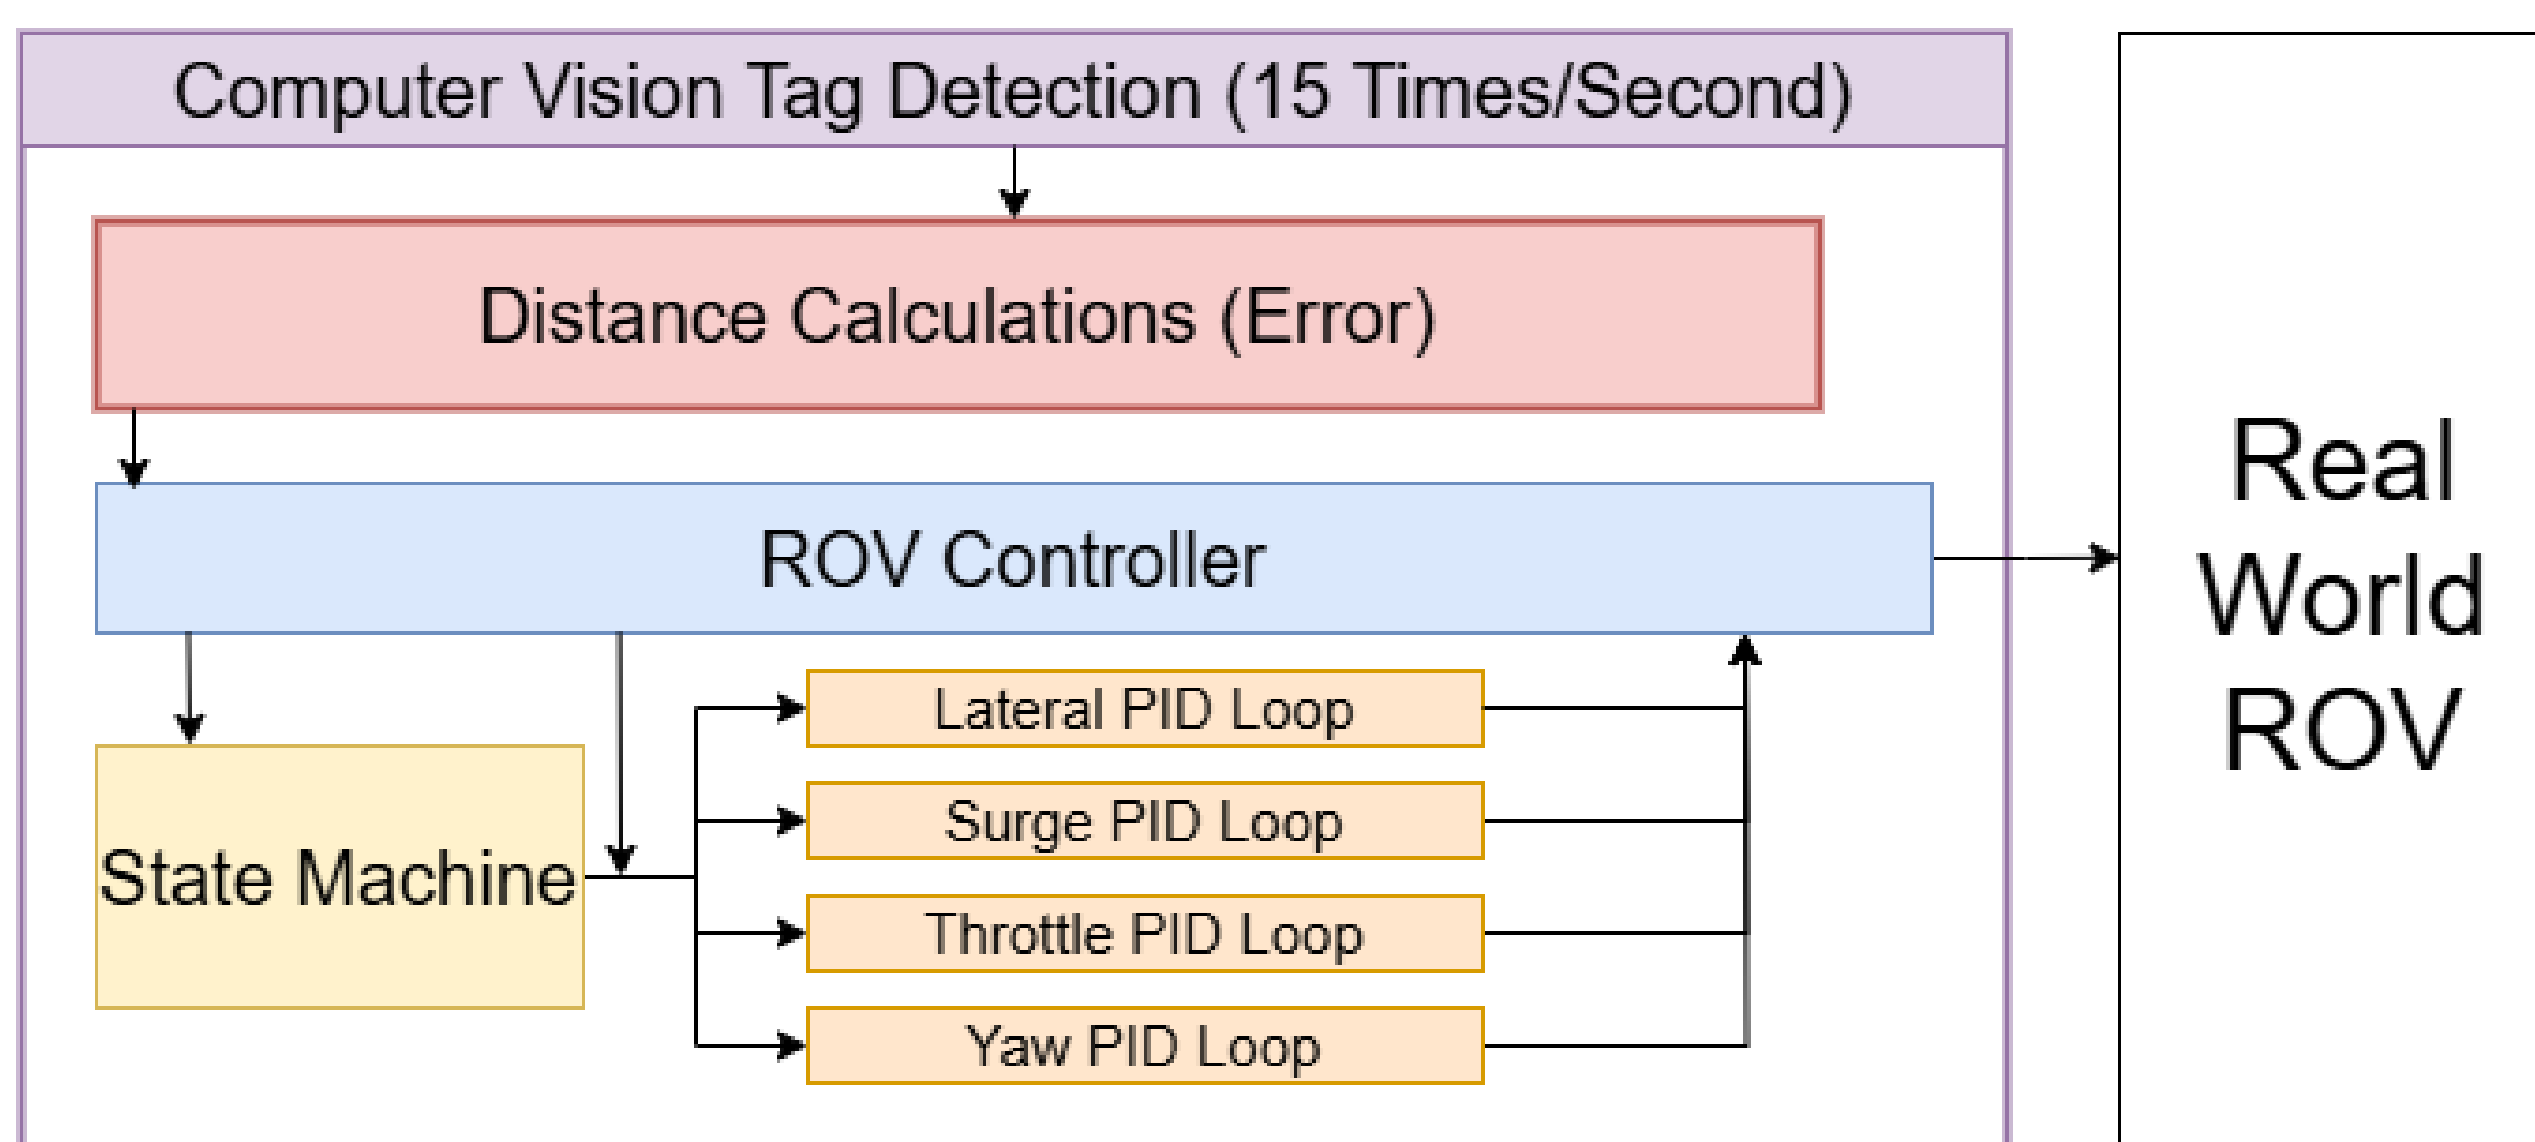 Computer Vision Tag Detection (15 Times/Second)
Distance Calculations (Error)
ROV Controller
State Machine
Lateral PID Loop
Surge PID Loop
Throttle PID Loop
Yaw PID Loop
Real
World
ROV